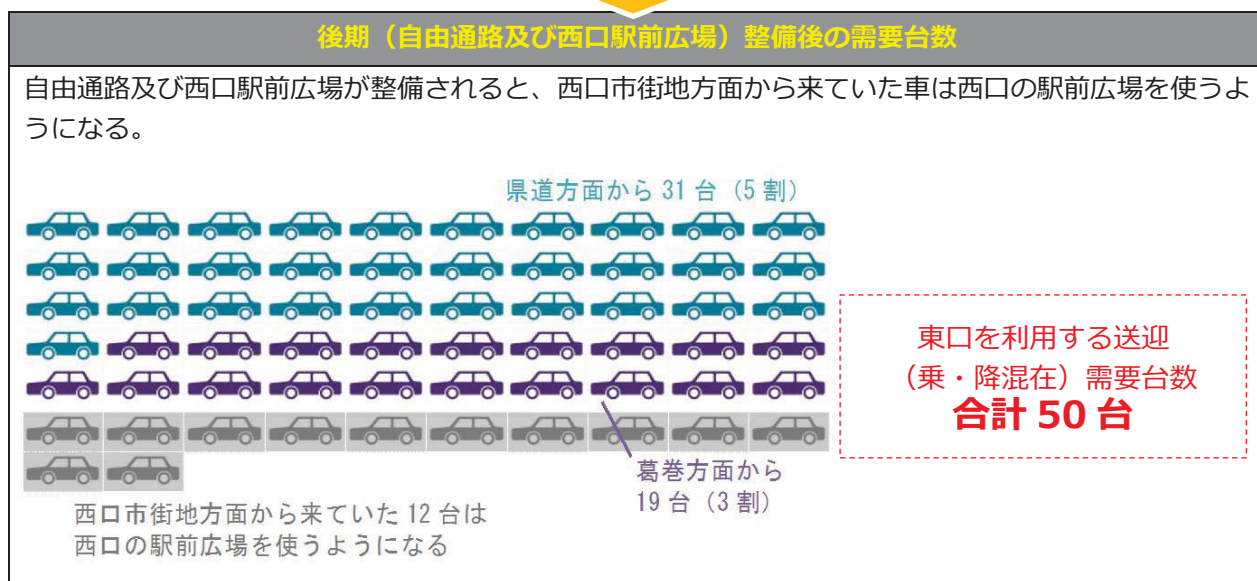 後期（自由通路及び西口駅前広場）整備後の需要台数
自由通路及び西口駅前広場が整備されると、西口市街地方面から来ていた車は西口の駅前広場を使うよ
うになる。
県道方面から 31 台（5 割）
東口を利用する送迎
（乗・降混在）需要台数
合計 50 台
葛巻方面から
19 台（3 割）
西口市街地方面から来ていた 12 台は
西口の駅前広場を使うようになる